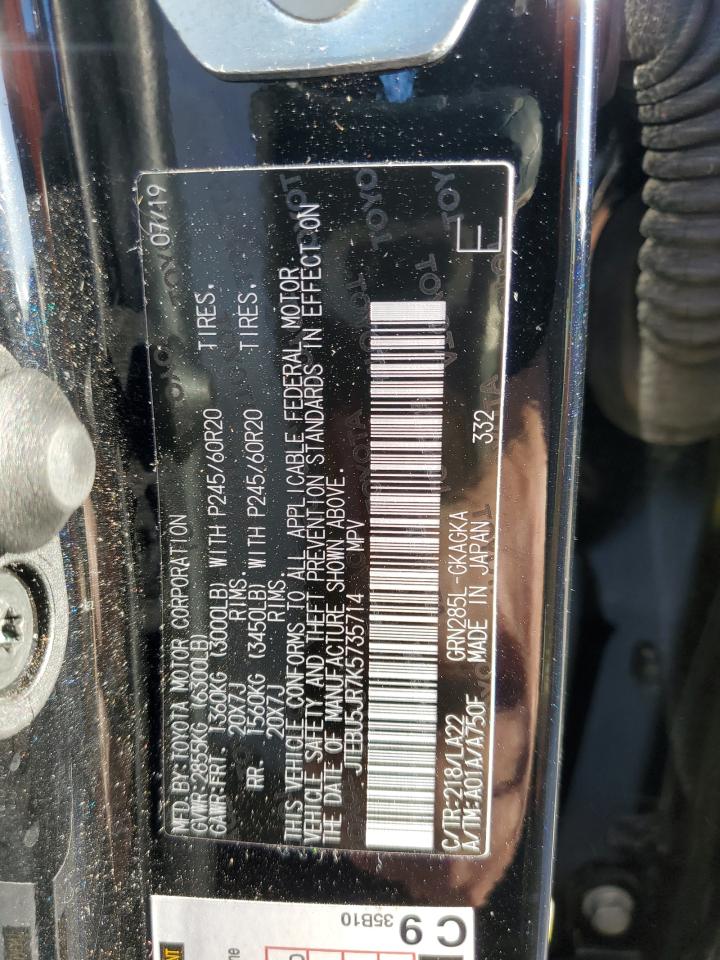 MFD. BY: TOYOTA MOTOR CORPORATION 07/19
GVWR: 2855KG (6300LB)
GAWR: FRT. 1360KG (3000LB) WITH P245/60R20 TIRES,
20X7J RIMS,
RR. 1560KG (3450LB) WITH P245/60R20 TIRES,
20X7J RIMS.
THIS VEHICLE CONFORMS TO ALL APPLICABLE FEDERAL MOTOR
VEHICLE SAFETY AND THEFT PREVENTION STANDARDS IN EFFECT ON
THE DATE OF MANUFACTURE SHOWN ABOVE.
JTEBU5JR7K5735714 MPV
C/TR:218/LA22 GRN285L-GKAGKA 332 E
A/TM:A01A/A750F MADE IN JAPAN
C 9
35B10